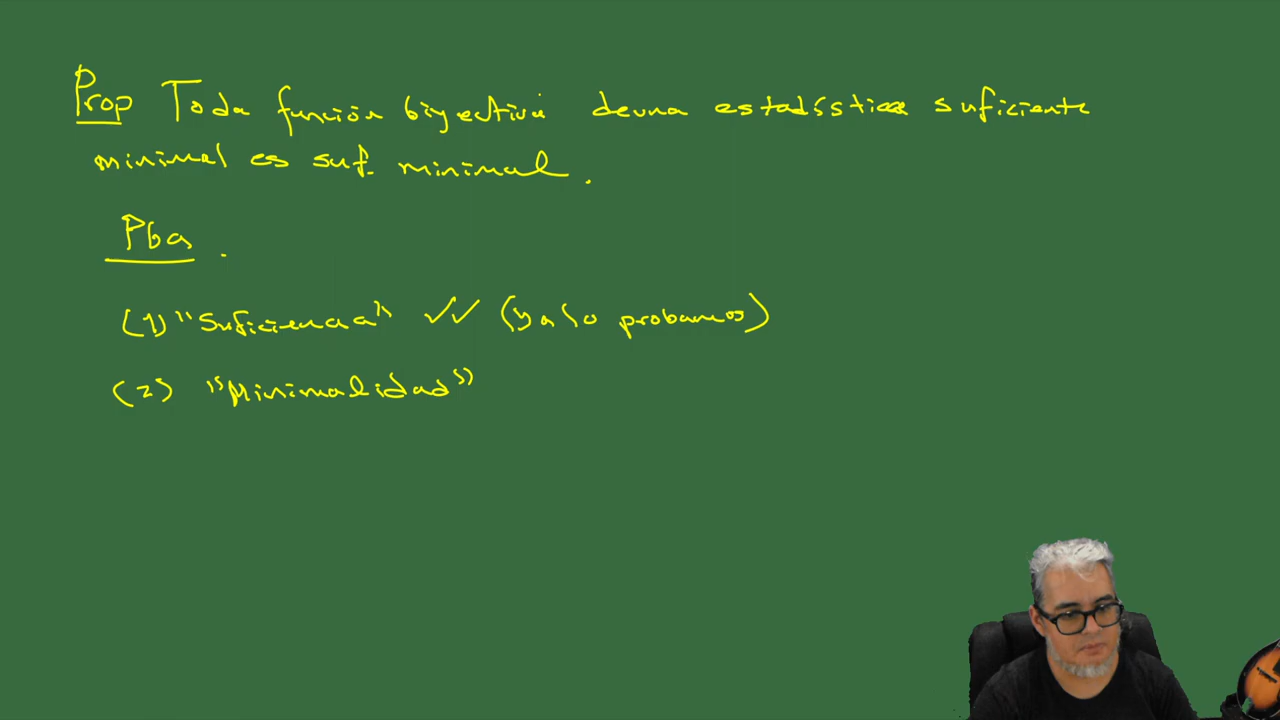 Prop Toda función biyectiva de una estadística suficiente
minimal es suf. minimal.
Pba.
(1) "Suficiencia" ✓✓ (ya lo probamos)
(2) "Minimalidad"